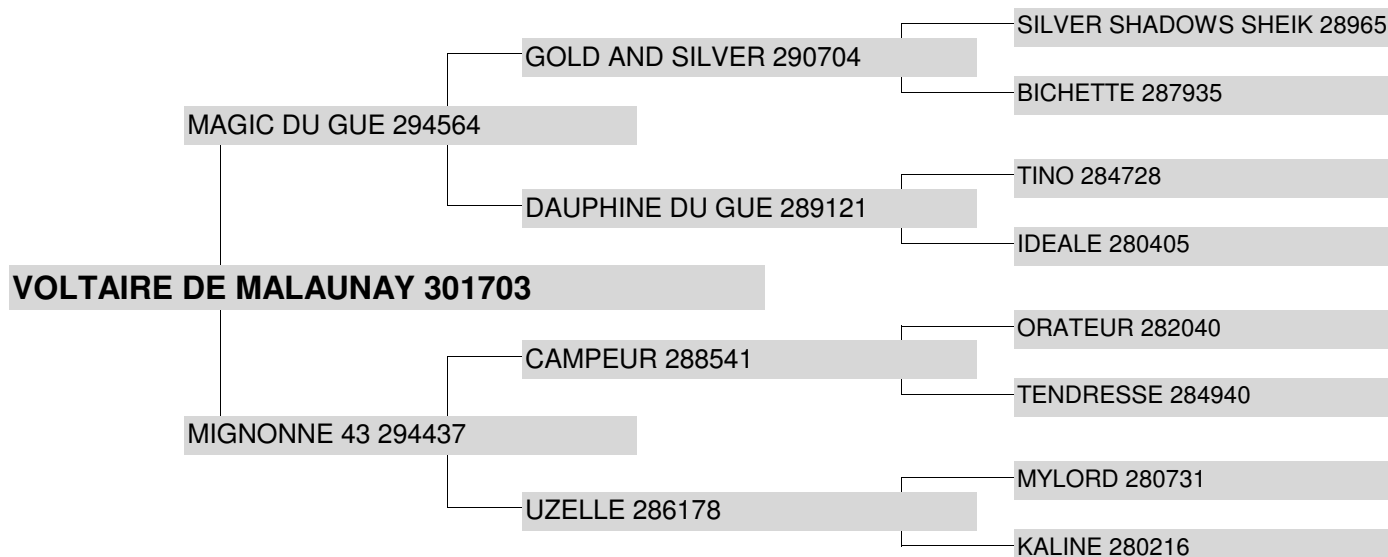 SILVER SHADOWS SHEIK 28965
GOLD AND SILVER 290704
BICHETTE 287935
MAGIC DU GUE 294564
TINO 284728
DAUPHINE DU GUE 289121
IDEALE 280405
VOLTAIRE DE MALAUNAY 301703
ORATEUR 282040
CAMPEUR 288541
TENDRESSE 284940
MIGNONNE 43 294437
MYLORD 280731
UZELLE 286178
KALINE 280216